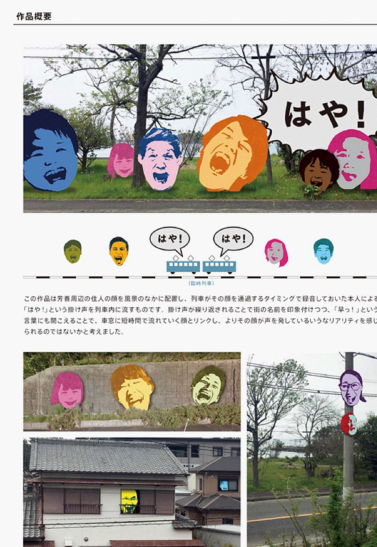 作品概要
はや！
はや！
はや！
（臨時列車）
この作品は芳養周辺の住人の顔を風景のなかに配置し、列車がその顔を通過するタイミングで録音しておいた本人による
「はや！」という掛け声を列車内に流すものです。掛け声が繰り返されることで街の名前を印象付けつつ、「早っ！」という
言葉にも聞こえることで、車窓に短時間で流れていく顔とリンクし、よりその顔が声を発しているいうなリアリティを感じ
られるのではないかと考えました。